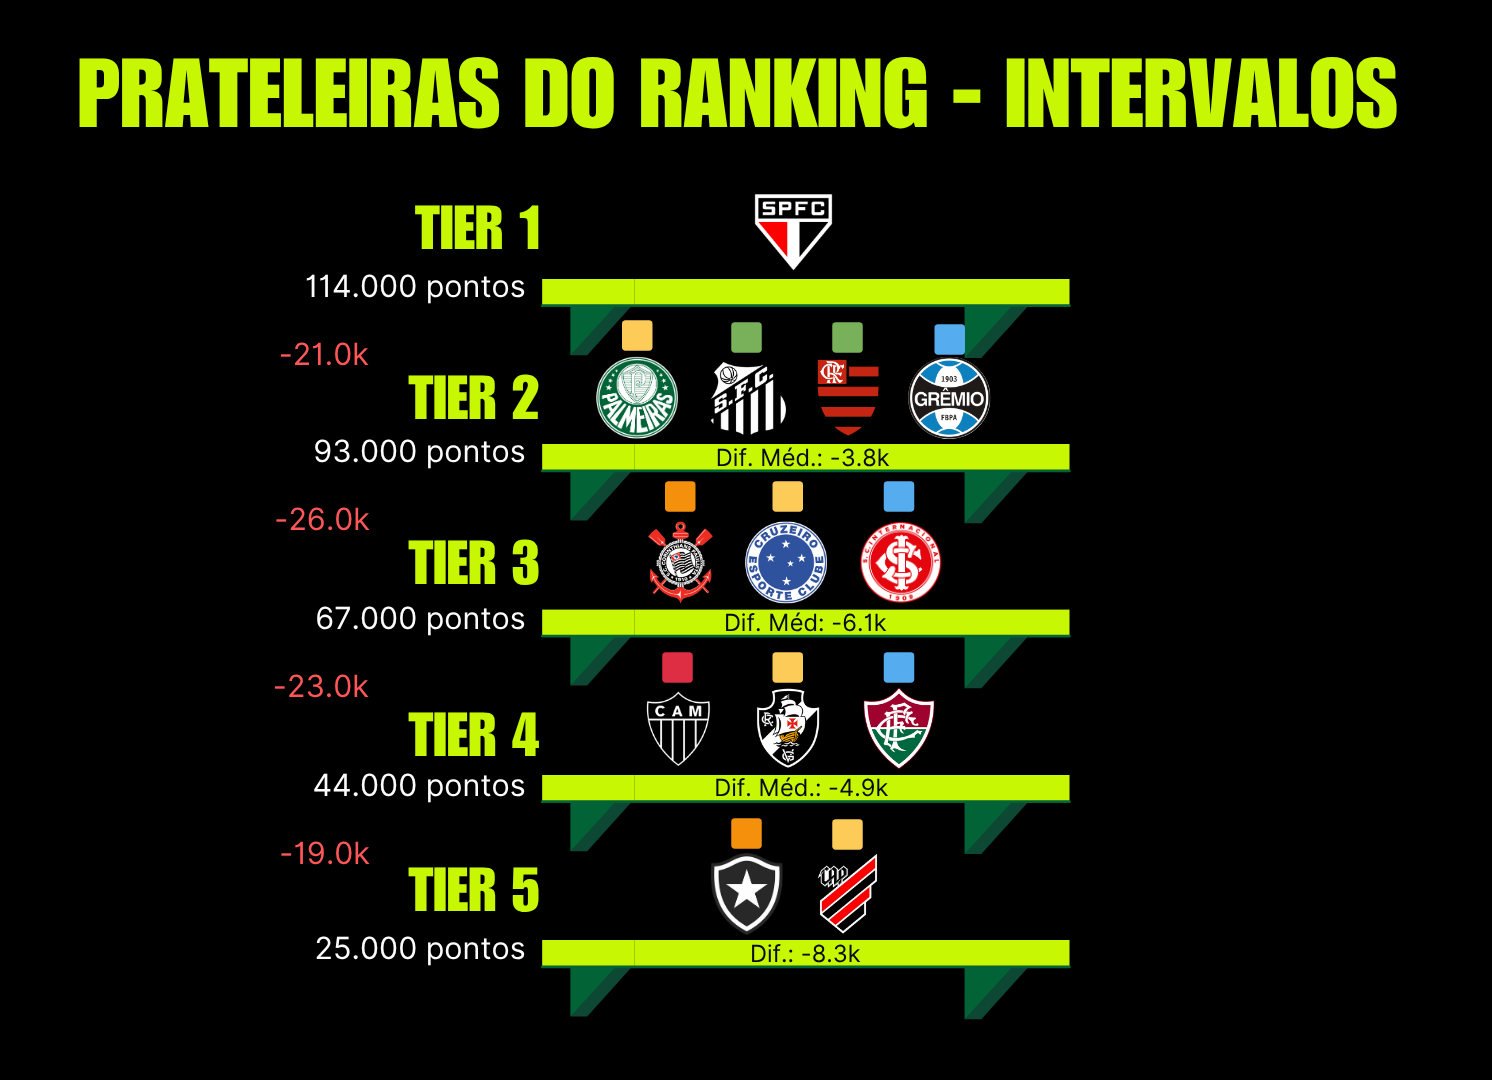 PRATELEIRAS DO RANKING - INTERVALOS
SPFC
TIER 1
114.000 pontos
-21.0k
PALMEIRAS
S.F.C.
CRF
1903
GRÊMIO
FBPA
TIER 2
93.000 pontos
Dif. Méd.: -3.8k
-26.0k
CRUZEIRO
ESPORTE CLUBE
S.C. INTERNACIONAL
1909
TIER 3
67.000 pontos
Dif. Méd: -6.1k
-23.0k
CAM
TIER 4
44.000 pontos
Dif. Méd.: -4.9k
-19.0k
CAP
TIER 5
25.000 pontos
Dif.: -8.3k